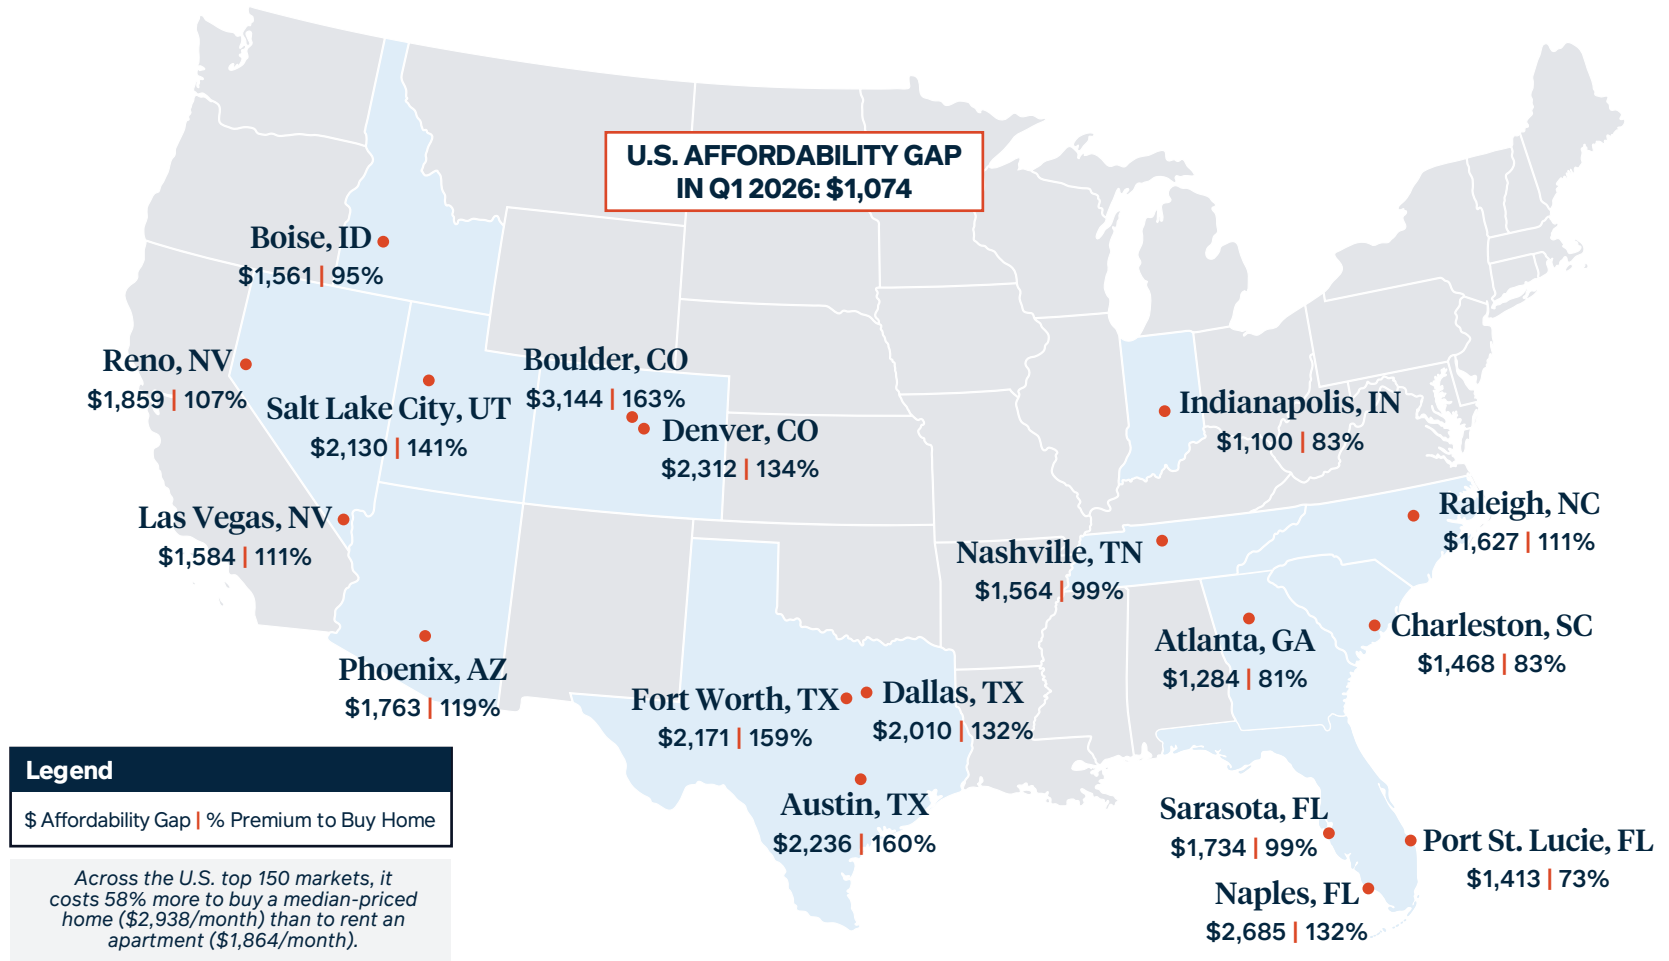 U.S. AFFORDABILITY GAP
IN Q1 2026: $1,074
Boise, ID
$1,561 | 95%
Reno, NV
$1,859 | 107%
Salt Lake City, UT
$2,130 | 141%
Boulder, CO
$3,144 | 163%
Denver, CO
$2,312 | 134%
Indianapolis, IN
$1,100 | 83%
Las Vegas, NV
$1,584 | 111%
Nashville, TN
$1,564 | 99%
Raleigh, NC
$1,627 | 111%
Phoenix, AZ
$1,763 | 119%
Fort Worth, TX
$2,171 | 159%
Dallas, TX
$2,010 | 132%
Atlanta, GA
$1,284 | 81%
Charleston, SC
$1,468 | 83%
Austin, TX
$2,236 | 160%
Sarasota, FL
$1,734 | 99%
Port St. Lucie, FL
$1,413 | 73%
Naples, FL
$2,685 | 132%
Legend
$ Affordability Gap | % Premium to Buy Home
Across the U.S. top 150 markets, it
costs 58% more to buy a median-priced
home ($2,938/month) than to rent an
apartment ($1,864/month).